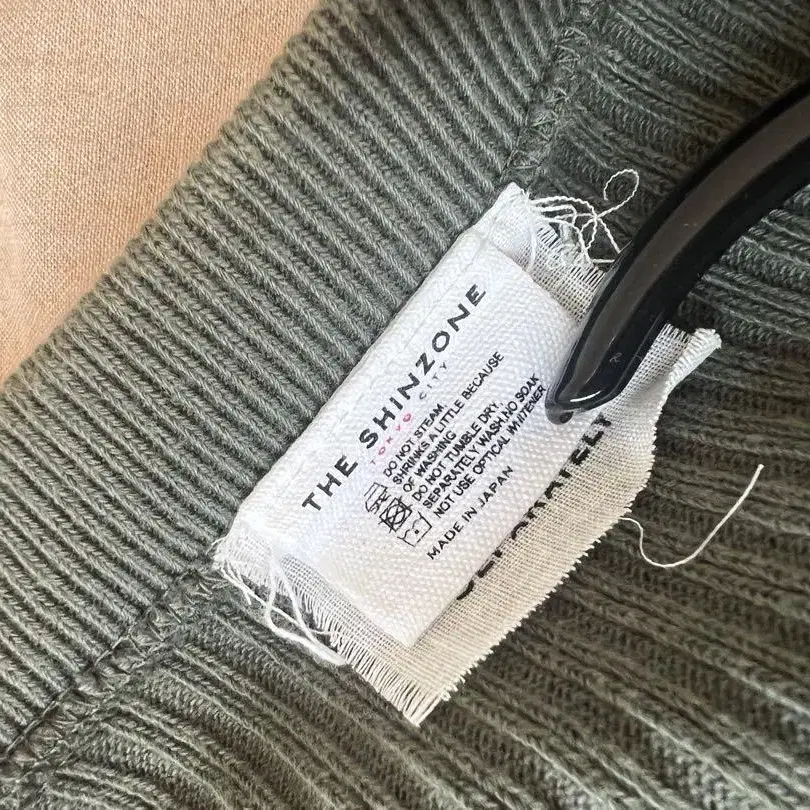 THE SHINZONE
TOKYO CITY
DO NOT STEAM
SHRINKS A LITTLE BECAUSE
OF WASHING
DO NOT TUMBLE DRY.
SEPARATELY WASH, NO SOAK
NOT USE OPTICAL
MADE IN JAPAN